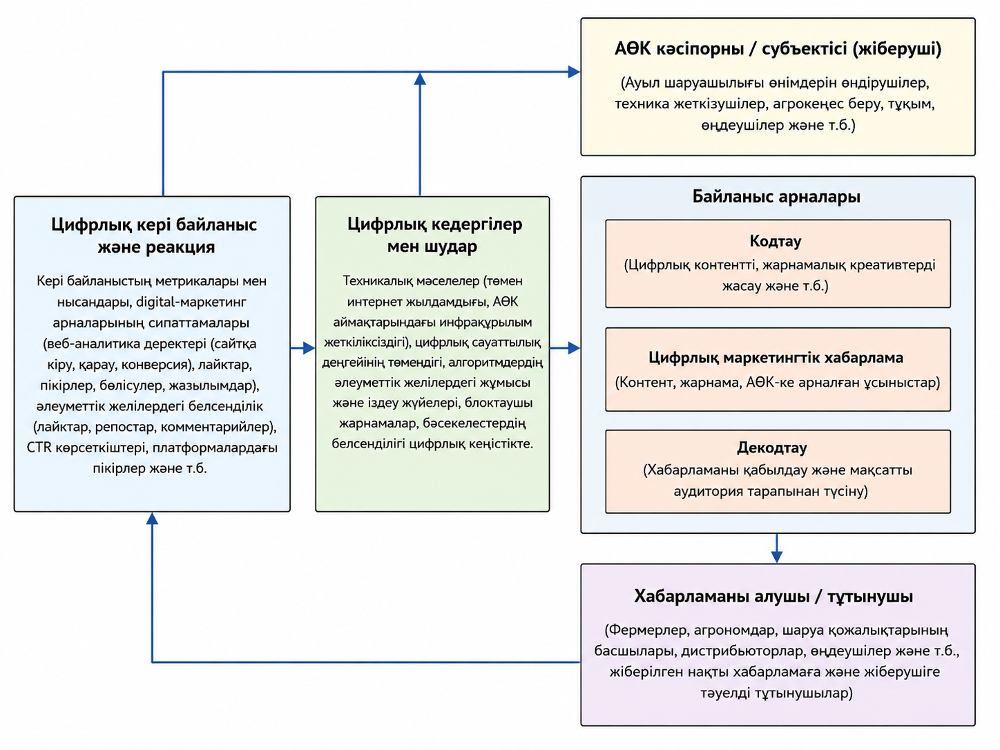 АӨК кәсіпорны / субъектісі (жіберуші)
(Ауыл шаруашылығы өнімдерін өндірушілер,
техника жеткізушілер, агрокеңес беру, тұқым,
өңдеушілер және т.б.)
Цифрлық кері байланыс
және реакция
Кері байланыстың метрикалары мен
нысандары, digital-маркетинг
арналарының сипаттамалары
(веб-аналитика деректері (сайтқа
кіру, қарау, конверсия), лайктар,
пікірлер, бөлісулер, жазылымдар),
әлеуметтік желілердегі белсенділік
(лайктар, репостар, комментарийлер),
CTR көрсеткіштері, платформалардағы
пікірлер және т.б.
Цифрлық кедергілер
мен шудар
Техникалық мәселелер (төмен
интернет жылдамдығы, АӨК
аймақтарындағы инфрақұрылым
жеткіліксіздігі), цифрлық сауаттылық
деңгейінің төмендігі, алгоритмдердің
әлеуметтік желілердегі жұмысы
және іздеу жүйелері, блоктаушы
жарнамалар, бәсекелестердің
белсенділігі цифрлық кеңістікте.
Байланыс арналары
Кодтау
(Цифрлық контентті, жарнамалық креативтерді
жасау және т.б.)
Цифрлық маркетингтік хабарлама
(Контент, жарнама, АӨК-ке арналған ұсыныстар)
Декодтау
(Хабарламаны қабылдау және мақсатты
аудитория тарапынан түсіну)
Хабарламаны алушы / тұтынушы
(Фермерлер, агрономдар, шаруа қожалықтарының
басшылары, дистрибьюторлар, өңдеушілер және т.б.,
жіберілген нақты хабарламаға және жіберушіге
тәуелді тұтынушылар)